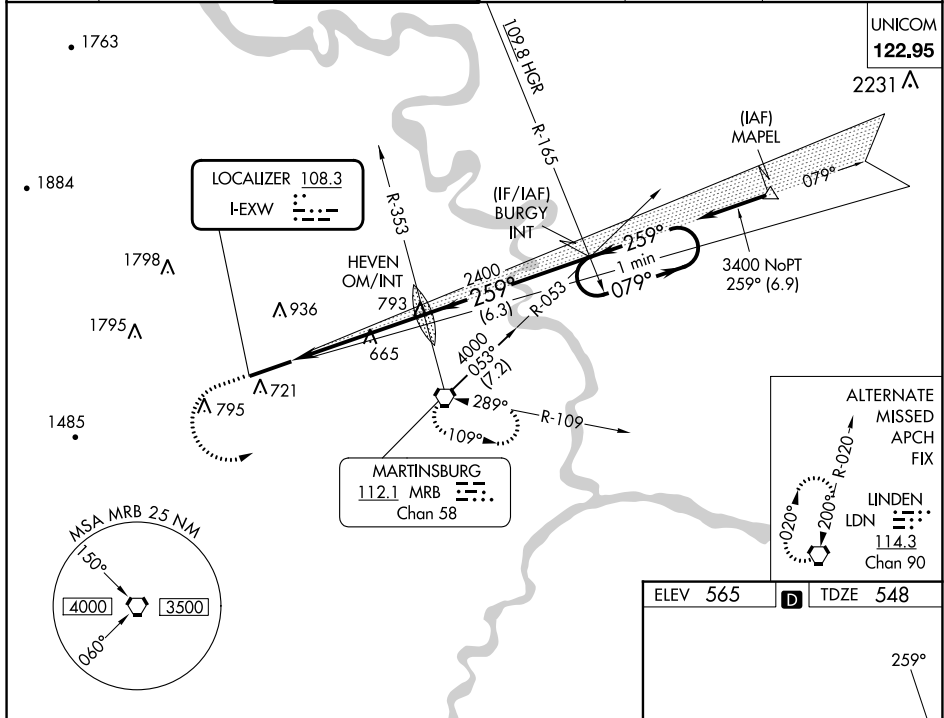 UNICOM
122.95
1763
2231
109.8 HGR
R-165
(IAF)
MAPEL
079°
LOCALIZER 108.3
I-EXW
1884
R-353
(IF/IAF)
BURGY
INT
259°
1 min
079°
3400 NoPT
259° (6.9)
HEVEN
OM/INT
2400
259°
(6.3)
R-053
1798
936
793
1795
665
4000
053°
(7.2)
721
795
289°
R-109
109°
1485
MARTINSBURG
112.1 MRB
Chan 58
ALTERNATE
MISSED
APCH
FIX
R-020
020°
200°
LINDEN
LDN
114.3
Chan 90
MSA MRB 25 NM
150°
4000
3500
060°
ELEV 565
D
TDZE 548
259°